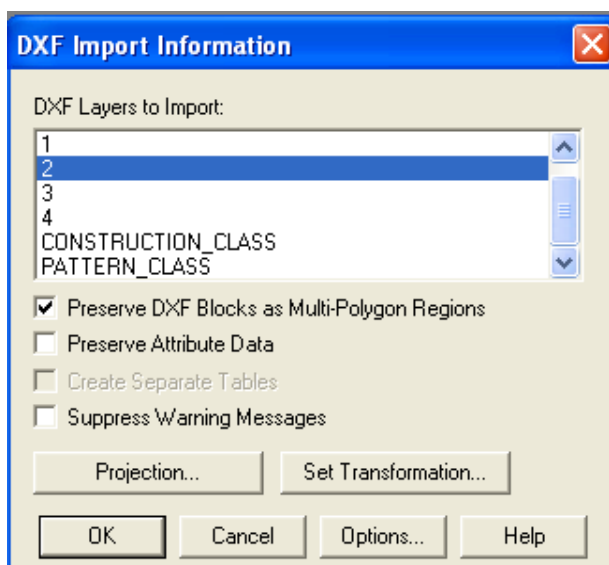 DXF Import Information
DXF Layers to Import:
1
2
3
4
CONSTRUCTION_CLASS
PATTERN_CLASS
Preserve DXF Blocks as Multi-Polygon Regions
Preserve Attribute Data
Create Separate Tables
Suppress Warning Messages
Projection... Set Transformation...
OK Cancel Options... Help